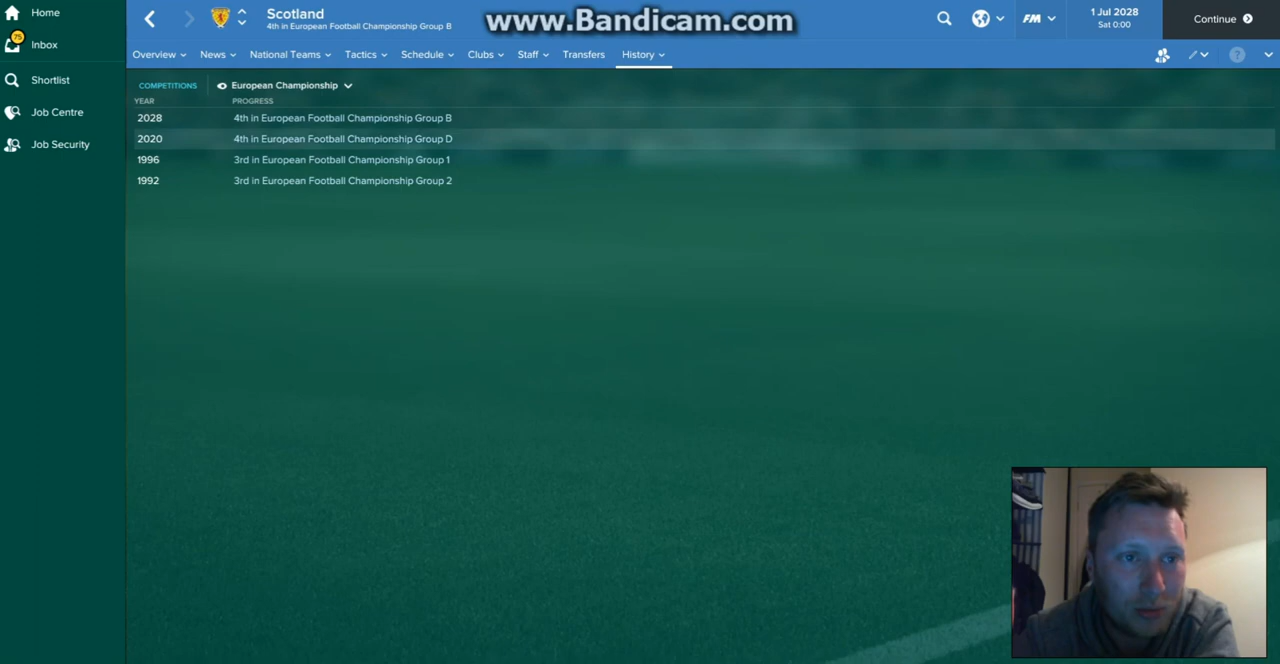 Home
75
Inbox
Shortlist
Job Centre
Job Security
Scotland
4th in European Football Championship Group B
www.Bandicam.com
FM
1 Jul 2028
Sat 0:00
Continue
Overview
News
National Teams
Tactics
Schedule
Clubs
Staff
Transfers
History
?
COMPETITIONS
European Championship
YEAR PROGRESS
2028 4th in European Football Championship Group B
2020 4th in European Football Championship Group D
1996 3rd in European Football Championship Group 1
1992 3rd in European Football Championship Group 2